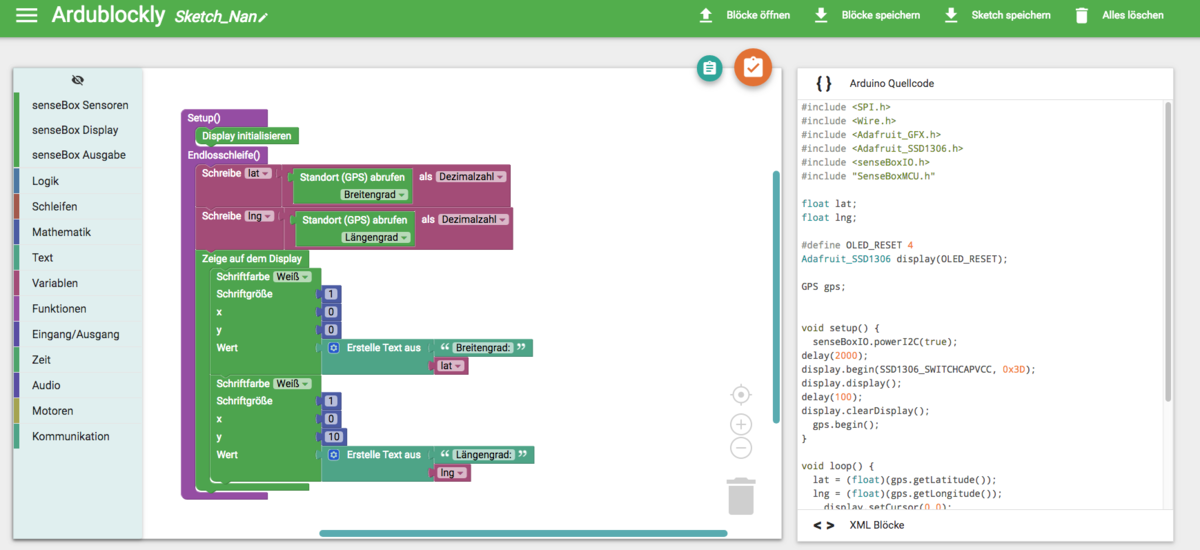 Ardublockly Sketch_Nan
Blöcke öffnen
Blöcke speichern
Sketch speichern
Alles löschen
senseBox Sensoren
senseBox Display
senseBox Ausgabe
Logik
Schleifen
Mathematik
Text
Variablen
Funktionen
Eingang/Ausgang
Zeit
Audio
Motoren
Kommunikation
Setup()
Display initialisieren
Endlosschleife()
Schreibe lat Standort (GPS) abrufen als Dezimalzahl
Breitengrad
Schreibe lng Standort (GPS) abrufen als Dezimalzahl
Längengrad
Zeige auf dem Display
Schriftfarbe Weiß
Schriftgröße 1
x 0
y 0
Wert Erstelle Text aus “ Breitengrad: ”
lat
Schriftfarbe Weiß
Schriftgröße 1
x 0
y 10
Wert Erstelle Text aus “ Längengrad: ”
lng
{} Arduino Quellcode
#include <SPI.h>
#include <Wire.h>
#include <Adafruit_GFX.h>
#include <Adafruit_SSD1306.h>
#include <senseBoxIO.h>
#include "SenseBoxMCU.h"
float lat;
float lng;
#define OLED_RESET 4
Adafruit_SSD1306 display(OLED_RESET);
GPS gps;
void setup() {
senseBoxIO.powerI2C(true);
delay(2000);
display.begin(SSD1306_SWITCHCAPVCC, 0x3D);
display.display();
delay(100);
display.clearDisplay();
gps.begin();
}
void loop() {
lat = (float)(gps.getLatitude());
lng = (float)(gps.getLongitude());
display.setCursor(0,0);
< > XML Blöcke